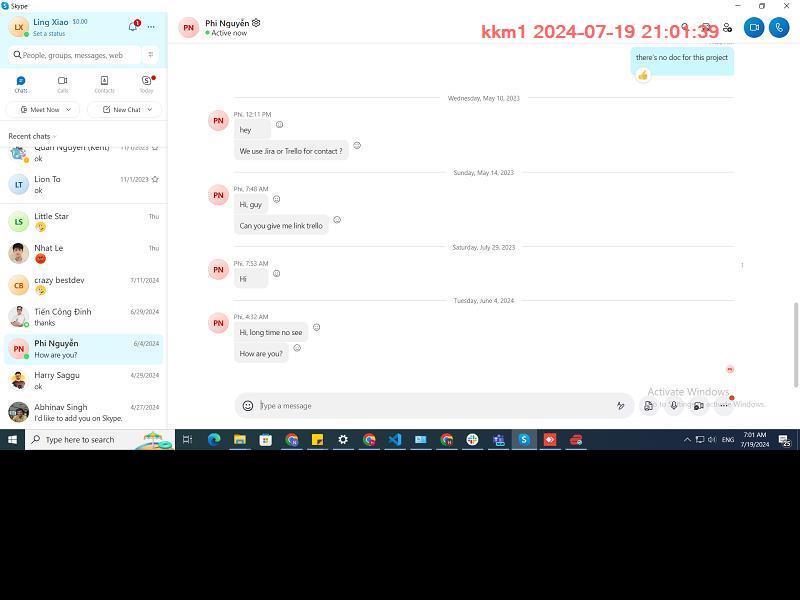 Skype
LX
Ling Xiao $0.00
Set a status
1
People, groups, messages, web
Chats
Calls
Contacts
Today
Meet Now
New Chat
Recent chats
Quan Nguyen (Kent) 11/1/2023
ok
LT
Lion To 11/1/2023
ok
LS
Little Star Thu
Nhat Le Thu
CB
crazy bestdev 7/11/2024
Tiến Công Đinh 6/29/2024
thanks
PN
Phi Nguyễn 6/4/2024
How are you?
Harry Saggu 4/29/2024
ok
Abhinav Singh 4/27/2024
I'd like to add you on Skype.
PN
Phi Nguyễn
Active now
kkm1 2024-07-19 21:01:39
there's no doc for this project
Wednesday, May 10, 2023
PN
Phi, 12:11 PM
hey
We use Jira or Trello for contact ?
Sunday, May 14, 2023
PN
Phi, 7:48 AM
Hi, guy
Can you give me link trello
Saturday, July 29, 2023
PN
Phi, 7:53 AM
Hi
Tuesday, June 4, 2024
PN
Phi, 4:32 AM
Hi, long time no see
How are you?
Type a message
Activate Windows
Type here to search
ENG
7:01 AM
7/19/2024
25